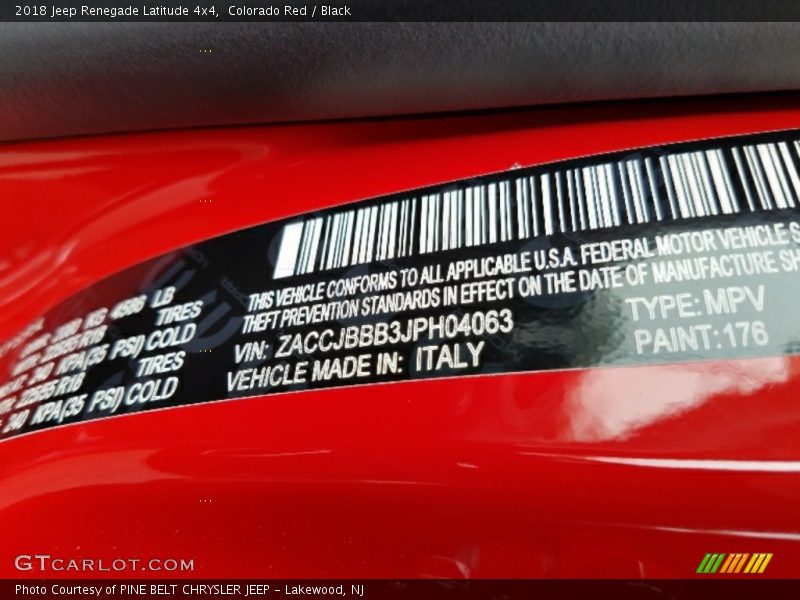 2018 Jeep Renegade Latitude 4x4,  Colorado Red / Black
THIS VEHICLE CONFORMS TO ALL APPLICABLE U.S.A. FEDERAL MOTOR VEHICLE
THEFT PREVENTION STANDARDS IN EFFECT ON THE DATE OF MANUFACTURE
VIN: ZACCJBBB3JPH04063
VEHICLE MADE IN: ITALY
TYPE: MPV
PAINT: 176
KG 4586 LB
TIRES
KPA(35 PSI) COLD
TIRES
KPA(35 PSI) COLD
GTCARLOT.COM
Photo Courtesy of PINE BELT CHRYSLER JEEP - Lakewood, NJ